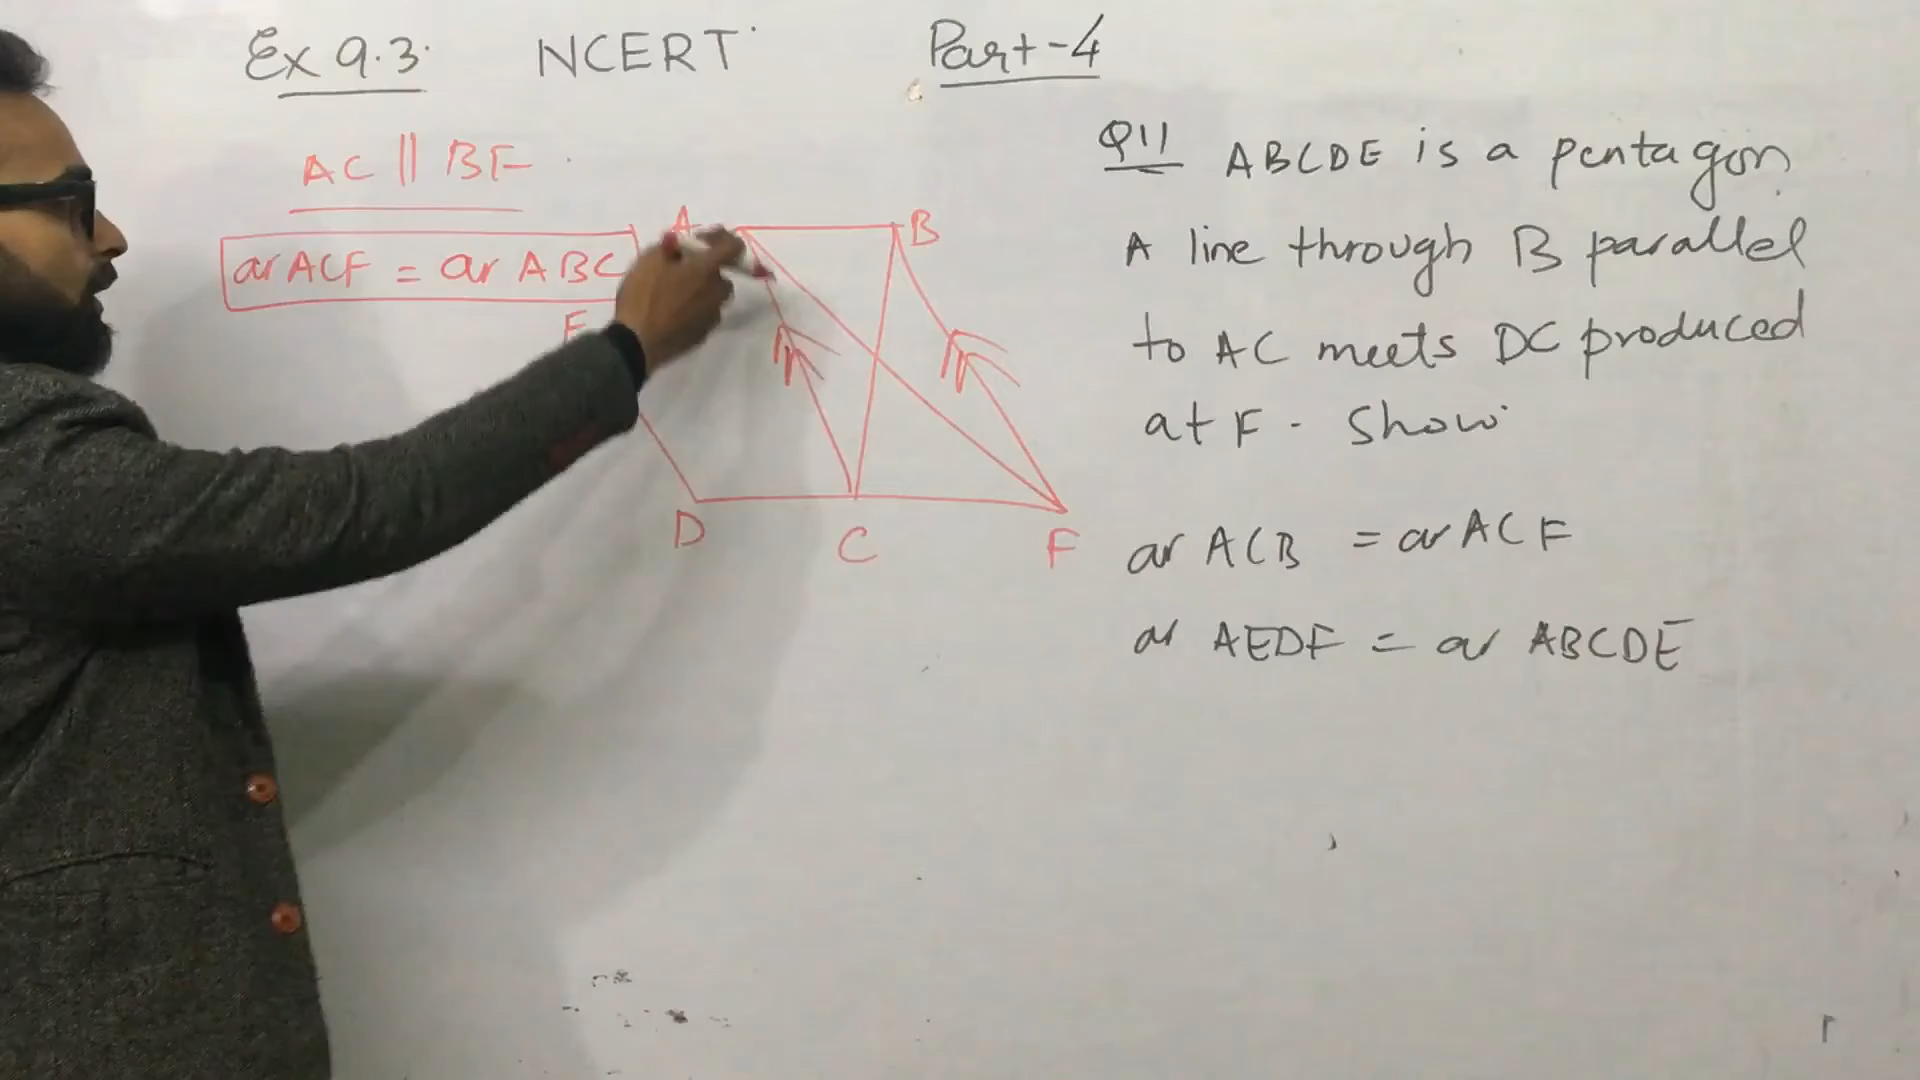 Ex 9.3. NCERT Part-4
AC || BF
ar ACF = ar ABC
A B
E
D C F
Q11 ABCDE is a pentagon.
A line through B parallel
to AC meets DC produced
at F. Show
ar ACB = ar ACF
ar AEDF = ar ABCDE